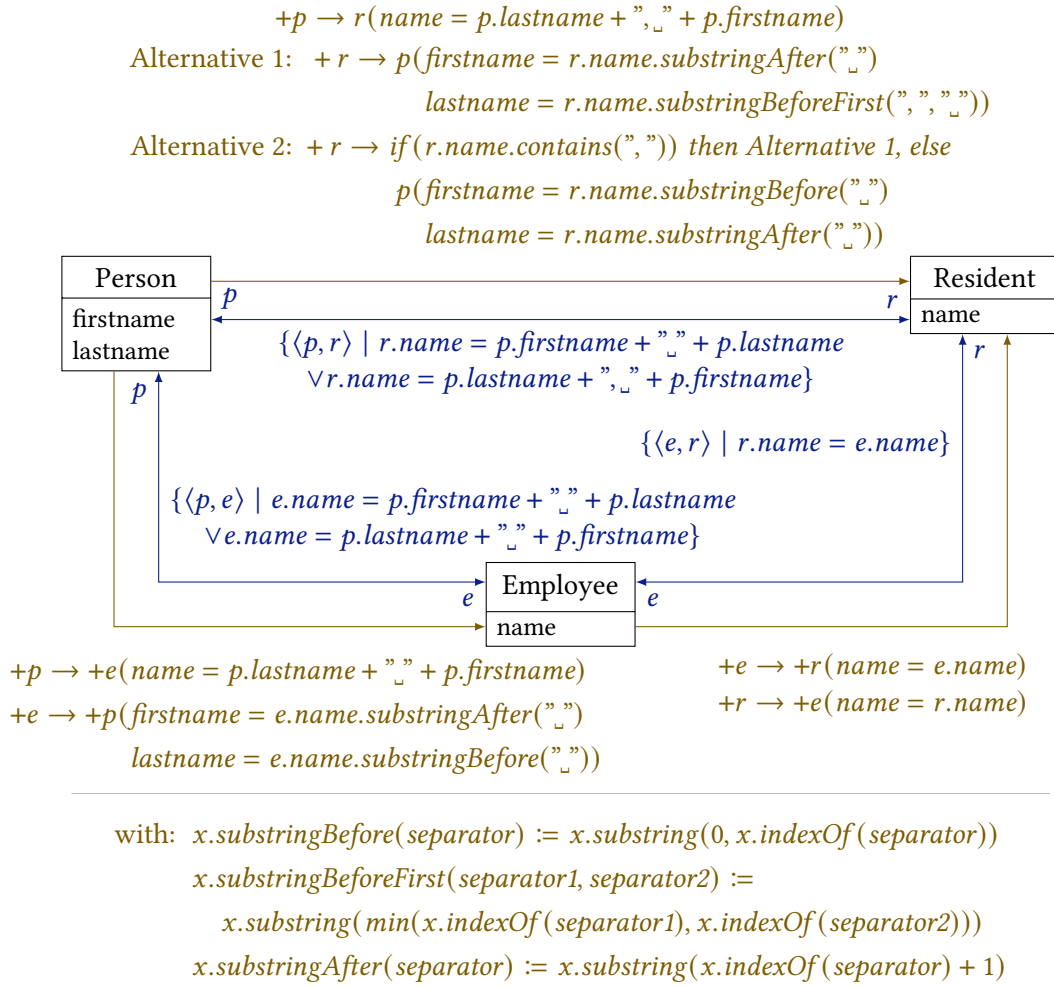 +p → r(name = p.lastname + ”,␣” + p.firstname)
Alternative 1: + r → p(firstname = r.name.substringAfter(”␣”)
lastname = r.name.substringBeforeFirst(”,”, ”␣”))
Alternative 2: + r → if(r.name.contains(”,”)) then Alternative 1, else
p(firstname = r.name.substringBefore(”␣”)
lastname = r.name.substringAfter(”␣”))
Person
Resident
p
r
firstname
name
lastname
{⟨p, r⟩ | r.name = p.firstname + ”␣” + p.lastname
∨r.name = p.lastname + ”,␣” + p.firstname}
p
r
{⟨e, r⟩ | r.name = e.name}
{⟨p, e⟩ | e.name = p.firstname + ”␣” + p.lastname
∨e.name = p.lastname + ”␣” + p.firstname}
Employee
e
e
name
+p → +e(name = p.lastname + ”␣” + p.firstname)
+e → +p(firstname = e.name.substringAfter(”␣”)
lastname = e.name.substringBefore(”␣”))
+e → +r(name = e.name)
+r → +e(name = r.name)
with: x.substringBefore(separator) ≔ x.substring(0, x.indexOf(separator))
x.substringBeforeFirst(separator1, separator2) ≔
x.substring(min(x.indexOf(separator1), x.indexOf(separator2)))
x.substringAfter(separator) ≔ x.substring(x.indexOf(separator) + 1)